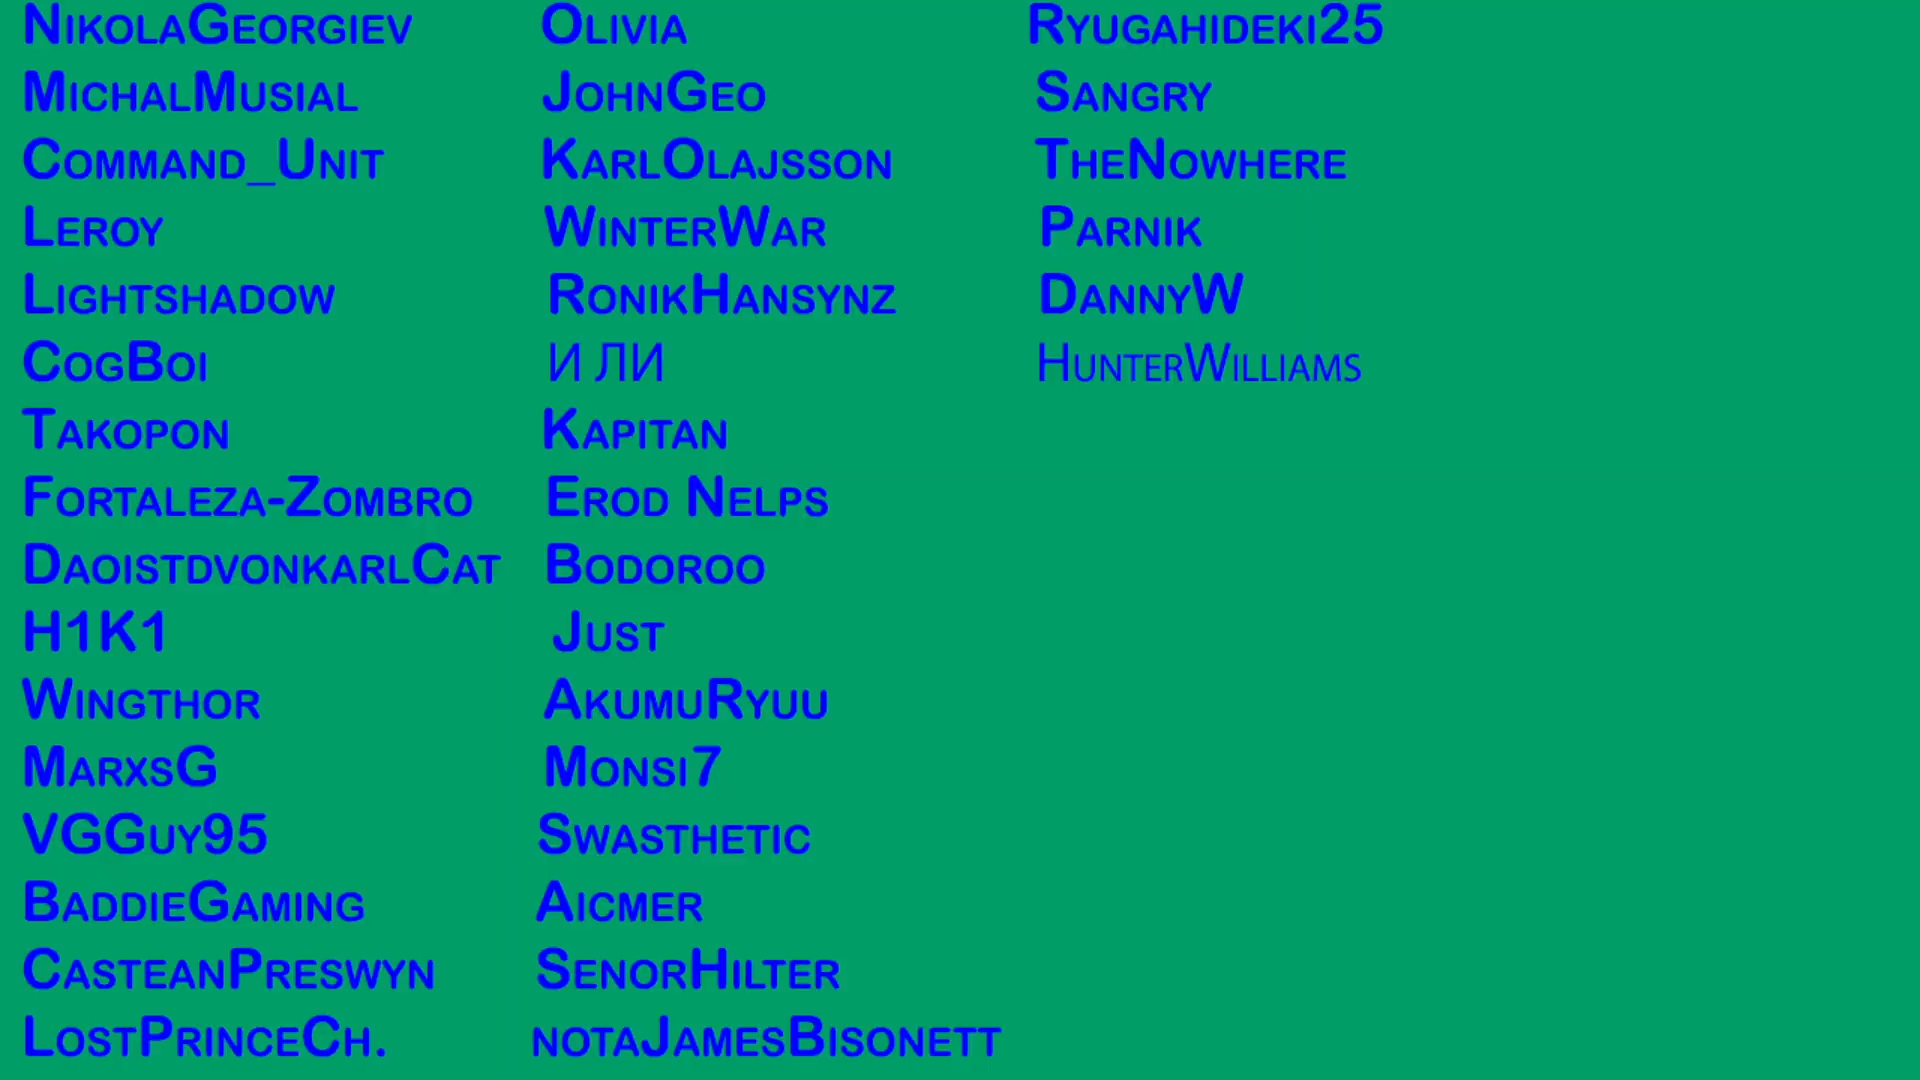 NikolaGeorgiev
MichalMusial
Command_Unit
Leroy
Lightshadow
CogBoi
Takopon
Fortaleza-Zombro
DaoistdvonkarlCat
H1K1
Wingthor
MarxsG
VGGuy95
BaddieGaming
CasteanPreswyn
LostPrinceCh.
Olivia
JohnGeo
KarlOlajsson
WinterWar
RonikHansynz
И ЛИ
Kapitan
Erod Nelps
Bodoroo
Just
AkumuRyuu
Monsi7
Swasthetic
Aicmer
SenorHilter
notaJamesBisonett
Ryugahideki25
Sangry
TheNowhere
Parnik
DannyW
HunterWilliams